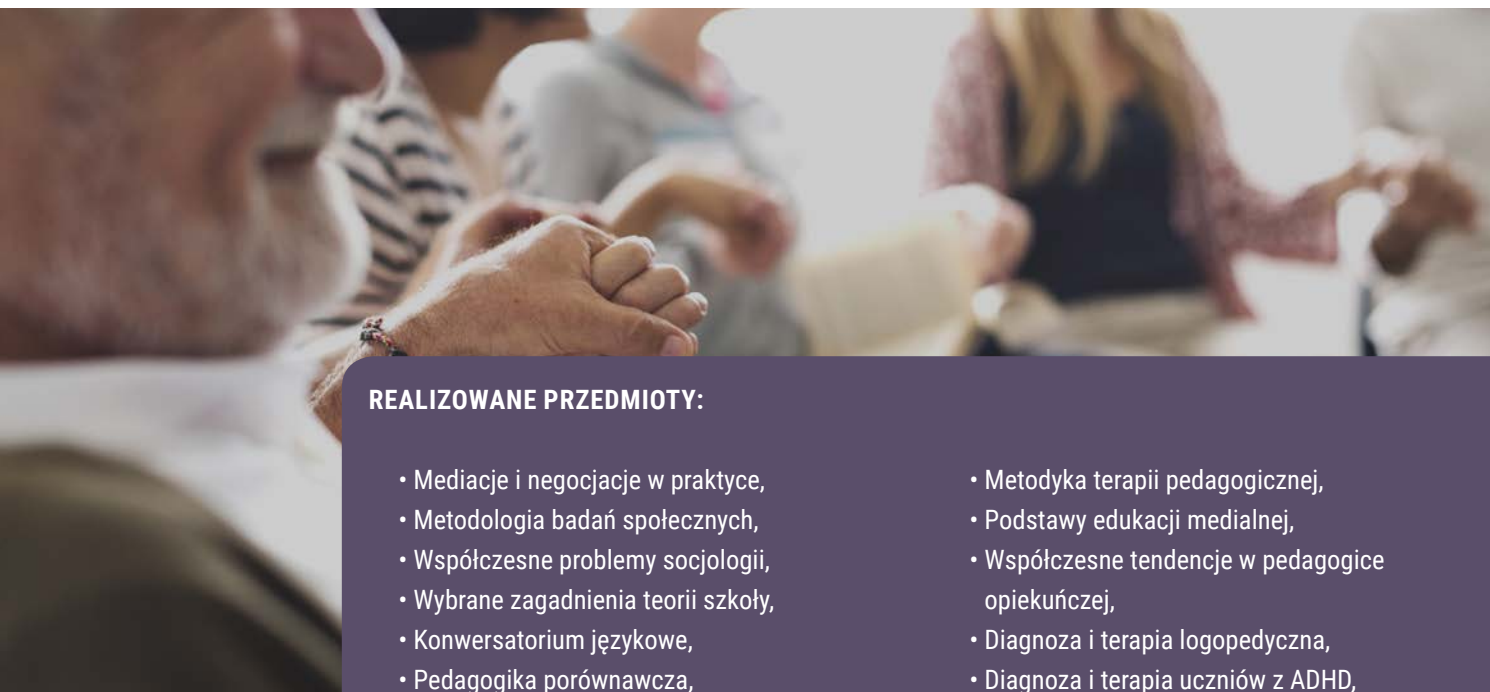 REALIZOWANE PRZEDMIOTY:
• Mediacje i negocjacje w praktyce,
• Metodologia badań społecznych,
• Współczesne problemy socjologii,
• Wybrane zagadnienia teorii szkoły,
• Konwersatorium językowe,
• Pedagogika porównawcza,
• Metodyka terapii pedagogicznej,
• Podstawy edukacji medialnej,
• Współczesne tendencje w pedagogice
opiekuńczej,
• Diagnoza i terapia logopedyczna,
• Diagnoza i terapia uczniów z ADHD,